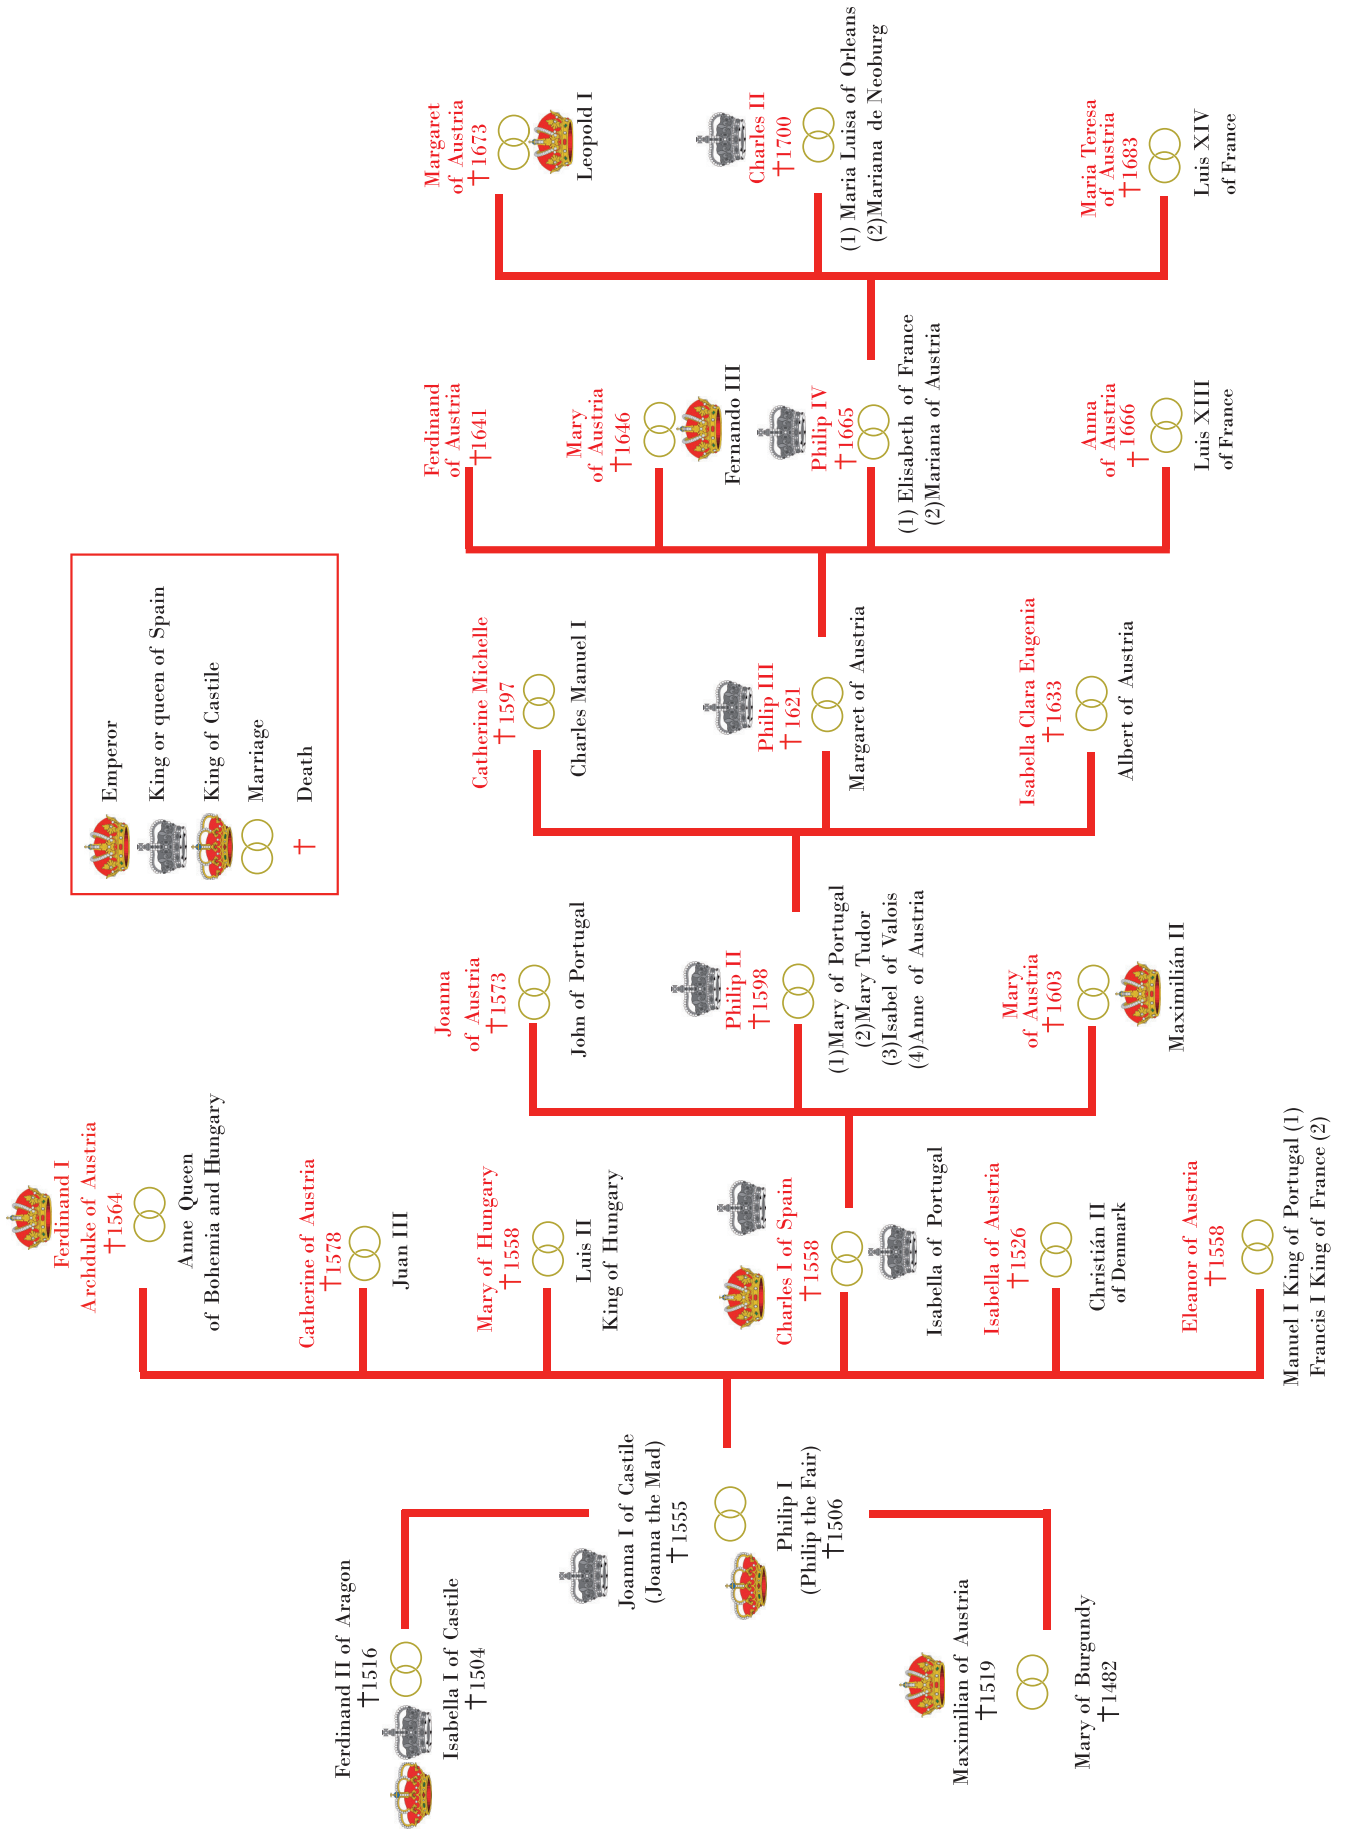 Emperor
King or queen of Spain
King of Castile
Marriage
† Death
Ferdinand II of Aragon
†1516
Isabella I of Castile
†1504
Maximilian of Austria
†1519
Mary of Burgundy
†1482
Joanna I of Castile
(Joanna the Mad)
†1555
Philip I
(Philip the Fair)
†1506
Ferdinand I
Archduke of Austria
†1564
Anne Queen
of Bohemia and Hungary
Catherine of Austria
†1578
Juan III
Mary of Hungary
†1558
Luis II
King of Hungary
Charles I of Spain
†1558
Isabella of Portugal
Isabella of Austria
†1526
Christián II
of Denmark
Eleanor of Austria
†1558
Manuel I King of Portugal (1)
Francis I King of France (2)
Joanna
of Austria
†1573
John of Portugal
Philip II
†1598
(1)Mary of Portugal
(2)Mary Tudor
(3)Isabel of Valois
(4)Anne of Austria
Mary
of Austria
†1603
Maximilián II
Catherine Michelle
†1597
Charles Manuel I
Philip III
†1621
Margaret of Austria
Isabella Clara Eugenia
†1633
Albert of Austria
Ferdinand
of Austria
†1641
Mary
of Austria
†1646
Fernando III
Philip IV
†1665
(1) Elisabeth of France
(2)Mariana of Austria
Anna
of Austria
† 1666
Luis XIII
of France
Margaret
of Austria
†1673
Leopold I
Charles II
†1700
(1) Maria Luisa of Orleans
(2)Mariana de Neoburg
Maria Teresa
of Austria
†1683
Luis XIV
of France